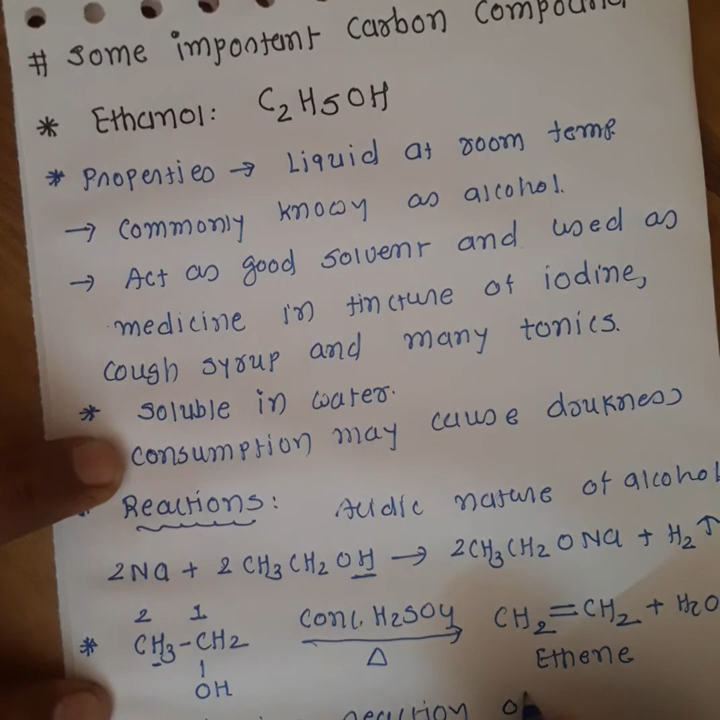 # Some important Carbon Compound
* Ethanol: C₂H5OH
* Properties → Liquid at room temp
→ Commonly knowy as alcohol.
→ Act as good solvent and used as
medicine in tincture of iodine,
cough syrup and many tonics.
* Soluble in water.
consumption may cause drukness
* Reactions: Acidic nature of alcohol
2Na + 2CH₃CH₂OH → 2CH₃CH₂ONa + H₂↑
2 1 Conc. H₂SO4
* CH₃-CH₂ → CH₂=CH₂ + H₂O
OH Δ Ethene
reaction o